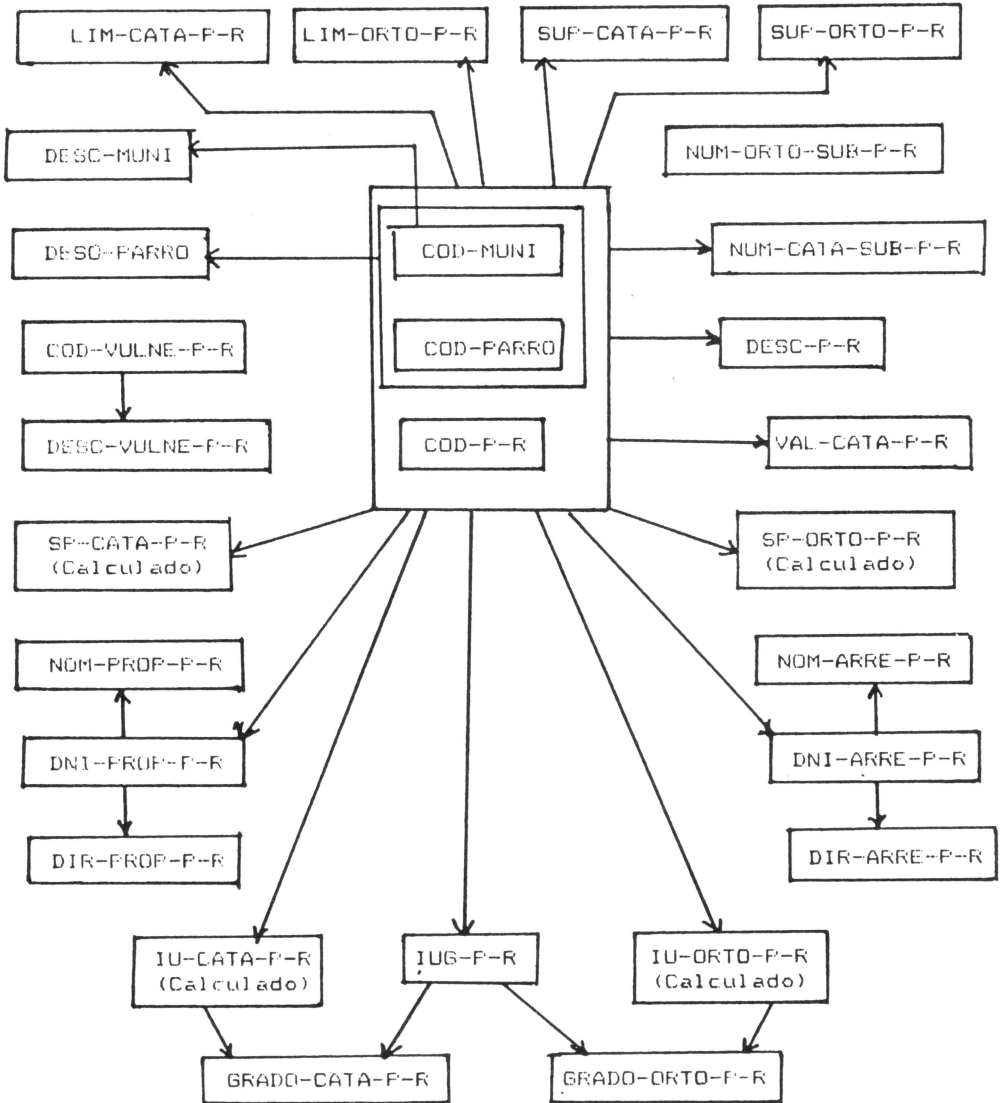 LIM-CATA-P-R
LIM-ORTO-P-R
SUP-CATA-P-R
SUP-ORTO-P-R
DESC-MUNI
NUM-ORTO-SUB-P-R
DESC-PARRO
COD-MUNI
NUM-CATA-SUB-P-R
COD-VULNE-P-R
COD-PARRO
DESC-P-R
DESC-VULNE-P-R
COD-P-R
VAL-CATA-P-R
SP-CATA-P-R
(Calculado)
SP-ORTO-P-R
(Calculado)
NOM-PROP-P-R
NOM-ARRE-P-R
DNI-PROP-P-R
DNI-ARRE-P-R
DIR-PROP-P-R
DIR-ARRE-P-R
IU-CATA-P-R
(Calculado)
IUG-P-R
IU-ORTO-P-R
(Calculado)
GRADO-CATA-P-R
GRADO-ORTO-P-R